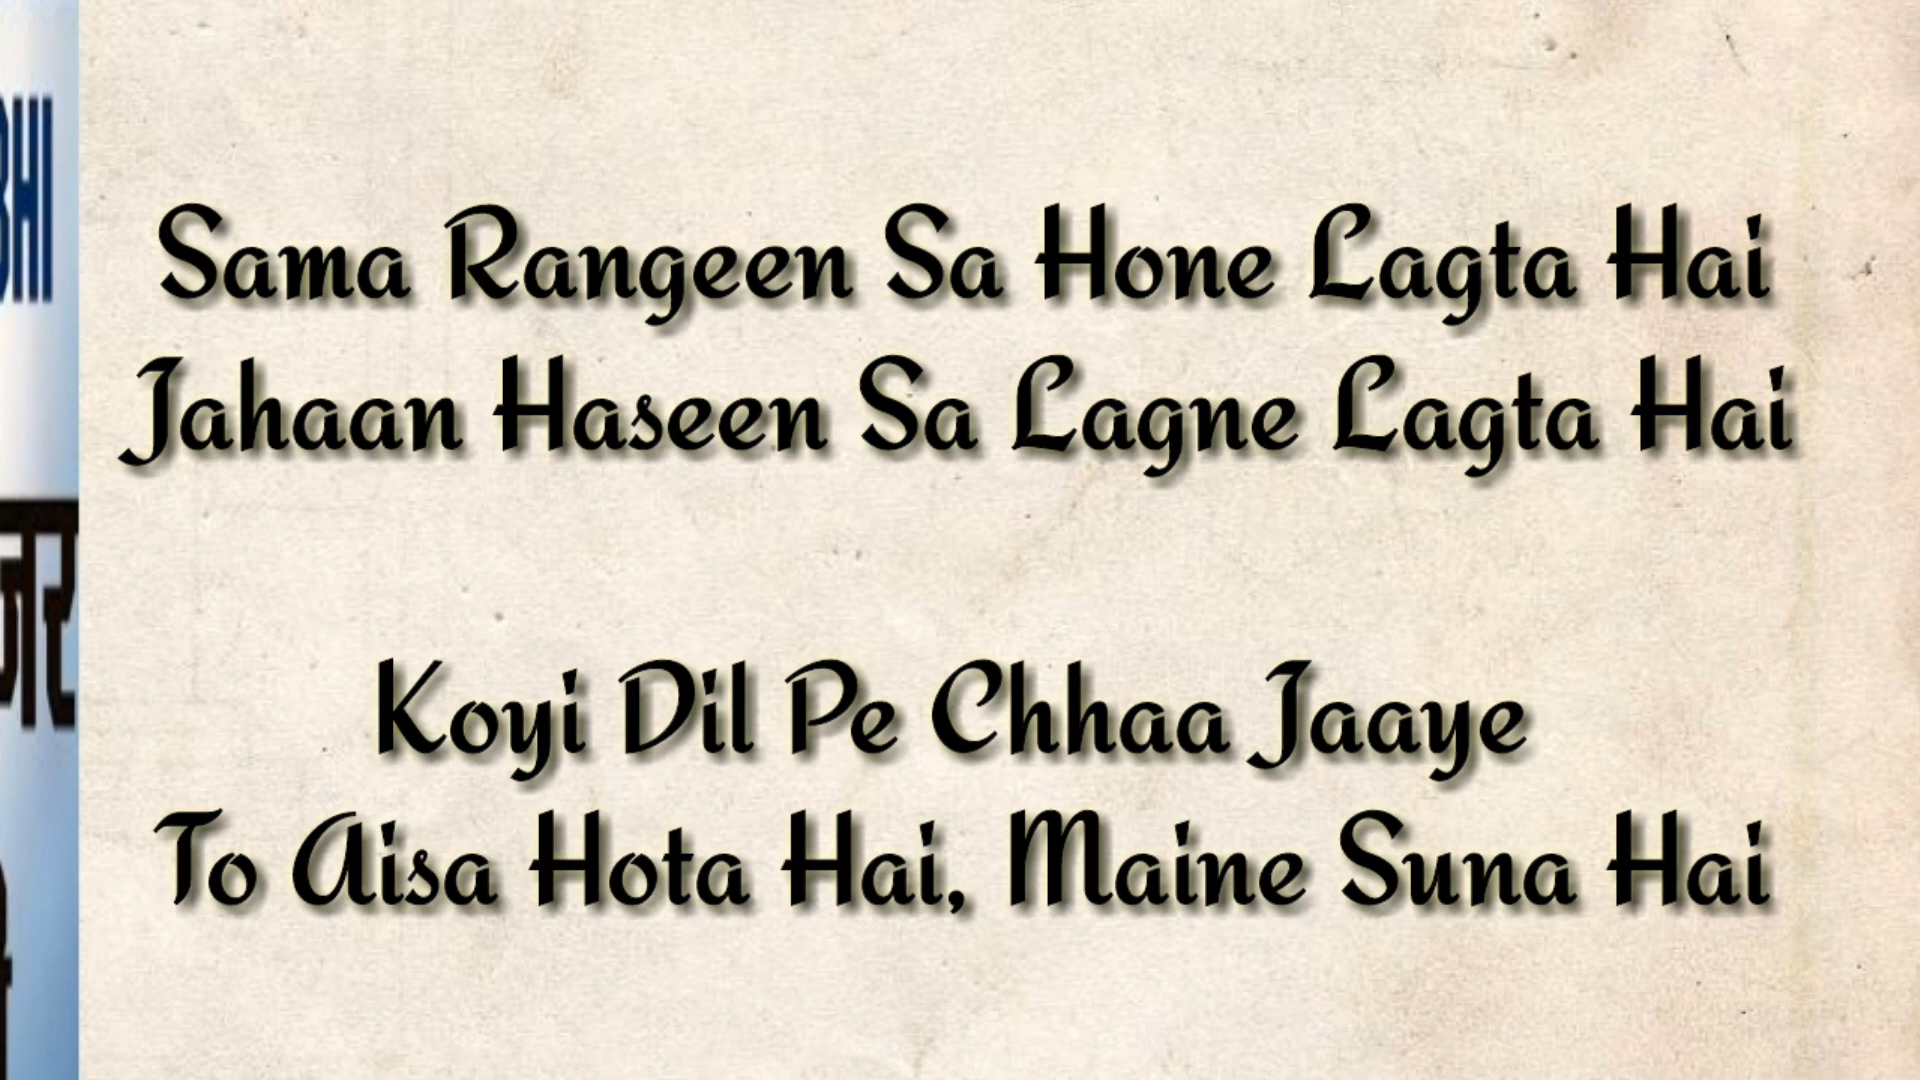 Sama Rangeen Sa Hone Lagta Hai
Jahaan Haseen Sa Lagne Lagta Hai
Koyi Dil Pe Chhaa Jaaye
To Aisa Hota Hai, Maine Suna Hai